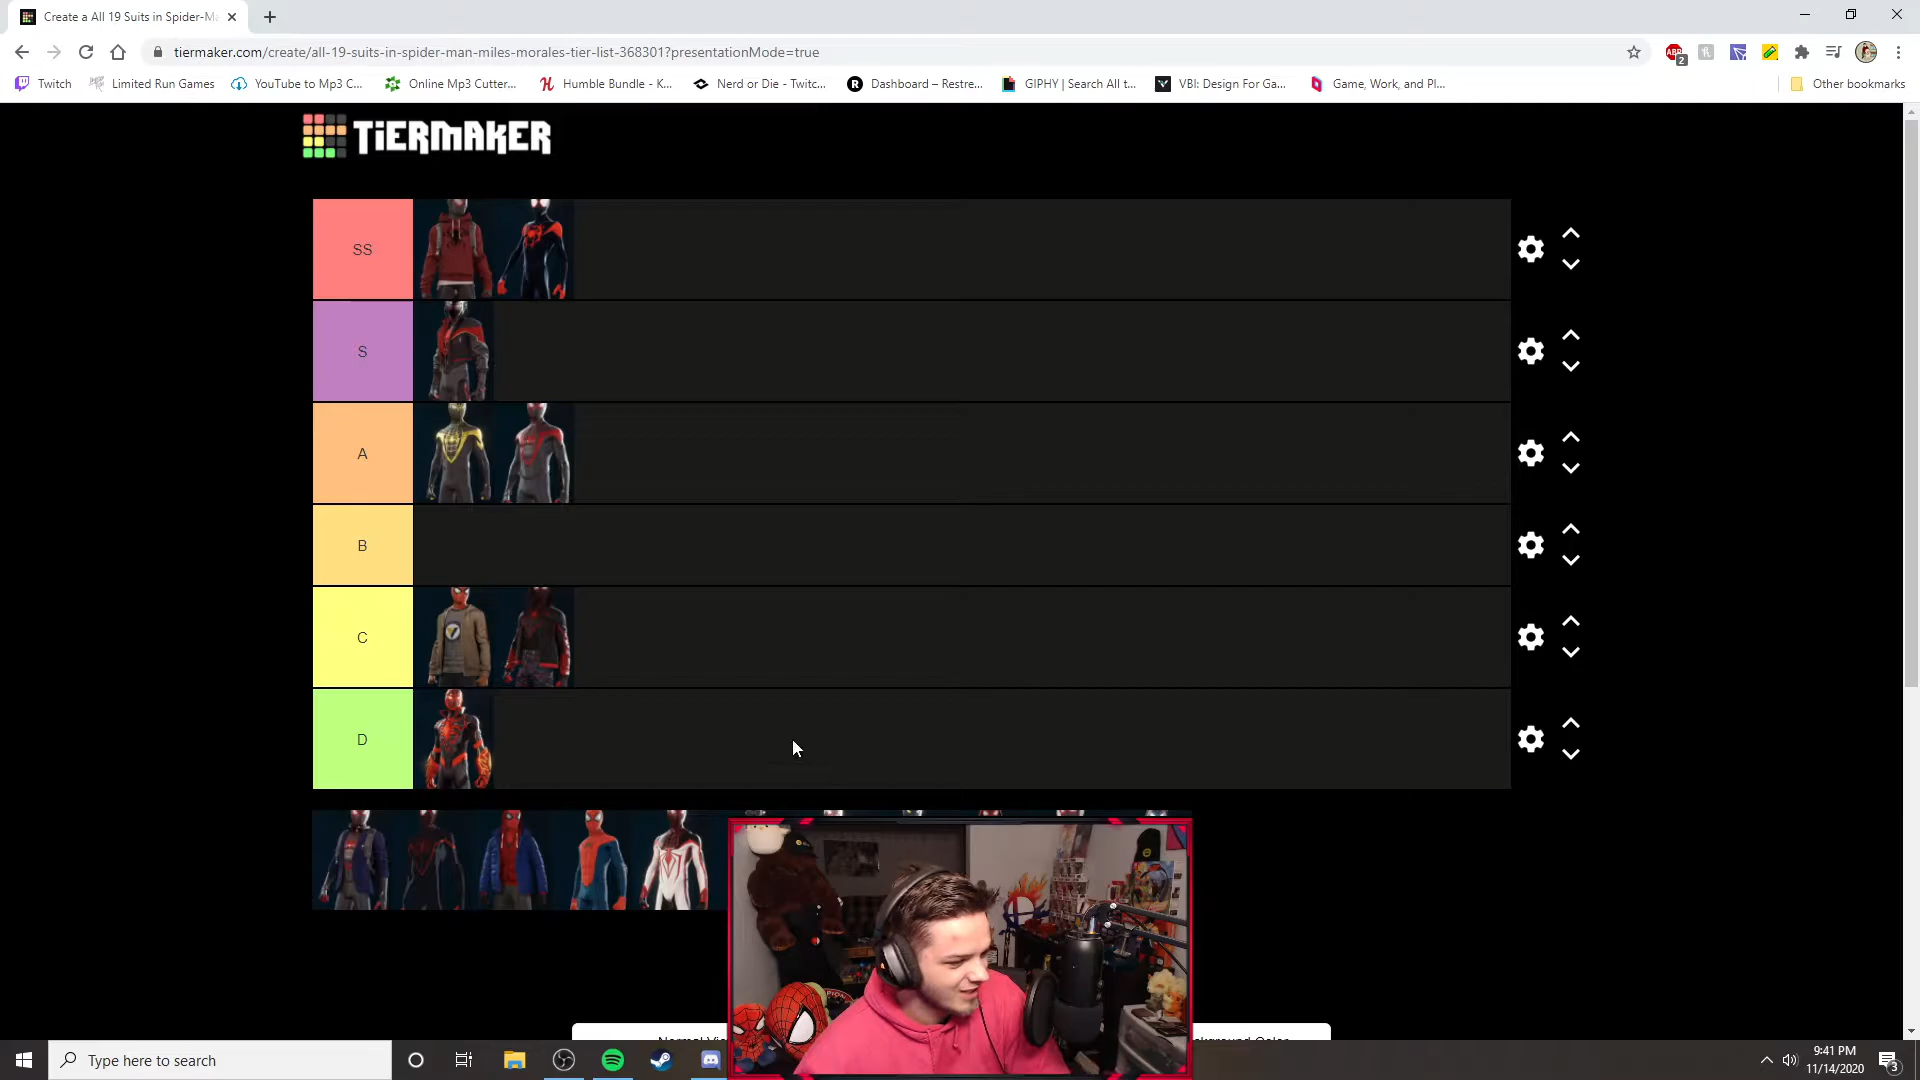 Create a All 19 Suits in Spider-Ma
tiermaker.com/create/all-19-suits-in-spider-man-miles-morales-tier-list-368301?presentationMode=true
2
Twitch
Limited Run Games
YouTube to Mp3 C...
Online Mp3 Cutter...
Humble Bundle - K...
Nerd or Die - Twitc...
Dashboard – Restre...
GIPHY | Search All t...
VBI: Design For Ga...
Game, Work, and Pl...
Other bookmarks
TIERMAKER
SS
S
A
B
C
D
Type here to search
9:41 PM
11/14/2020
3